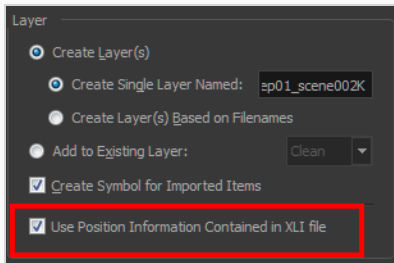 Layer
Create Layer(s)
Create Single Layer Named: ep01_scene002K
Create Layer(s) Based on Filenames
Add to Existing Layer: Clean
Create Symbol for Imported Items
Use Position Information Contained in XLI file